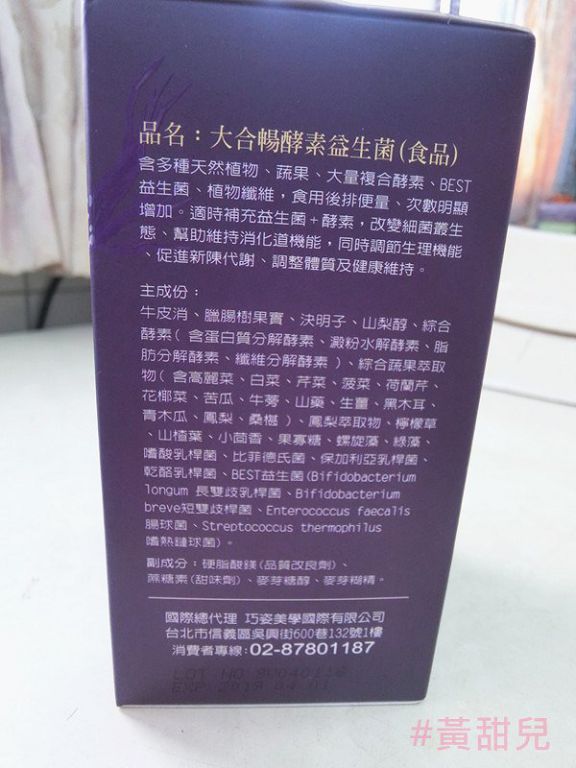 品名：大合暢酵素益生菌(食品)
含多種天然植物、蔬果、大量複合酵素、BEST
益生菌、植物纖維，食用後排便量、次數明顯
增加。適時補充益生菌+酵素，改變細菌叢生
態、幫助維持消化道機能，同時調節生理機能
、促進新陳代謝、調整體質及健康維持。
主成份：
牛皮消、臘腸樹果實、決明子、山梨醇、綜合
酵素(含蛋白質分解酵素、澱粉水解酵素、脂
肪分解酵素、纖維分解酵素)、綜合蔬果萃取
物(含高麗菜、白菜、芹菜、菠菜、荷蘭芹、
花椰菜、苦瓜、牛蒡、山藥、生薑、黑木耳、
青木瓜、鳳梨、桑椹)、鳳梨萃取物、檸檬草
、山楂葉、小茴香、果寡糖、螺旋藻、綠藻、
嗜酸乳桿菌、比菲德氏菌、保加利亞乳桿菌、
乾酪乳桿菌、BEST益生菌(Bifidobacterium
longum 長雙歧乳桿菌、Bifidobacterium
breve短雙歧桿菌、Enterococcus faecalis
腸球菌、Streptococcus thermophilus
嗜熱鏈球菌)。
副成分：硬脂酸鎂(品質改良劑)、
蔗糖素(甜味劑)、麥芽糖醇、麥芽糊精。
國際總代理 巧姿美學國際有限公司
台北市信義區吳興街600巷132號1樓
消費者專線：02-87801187
LOT NO
EXP 2019 04 01
#黃甜兒